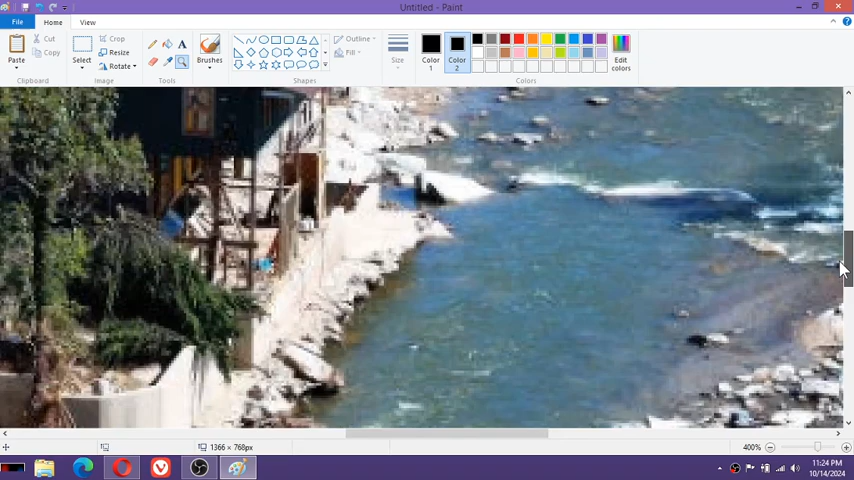 Untitled - Paint
File
Home
View
Paste
Cut
Copy
Clipboard
Select
Crop
Resize
Rotate
Image
A
Tools
Brushes
Outline
Fill
Shapes
Size
Color 1
Color 2
Edit colors
Colors
1366 × 768px
400%
11:24 PM
10/14/2024